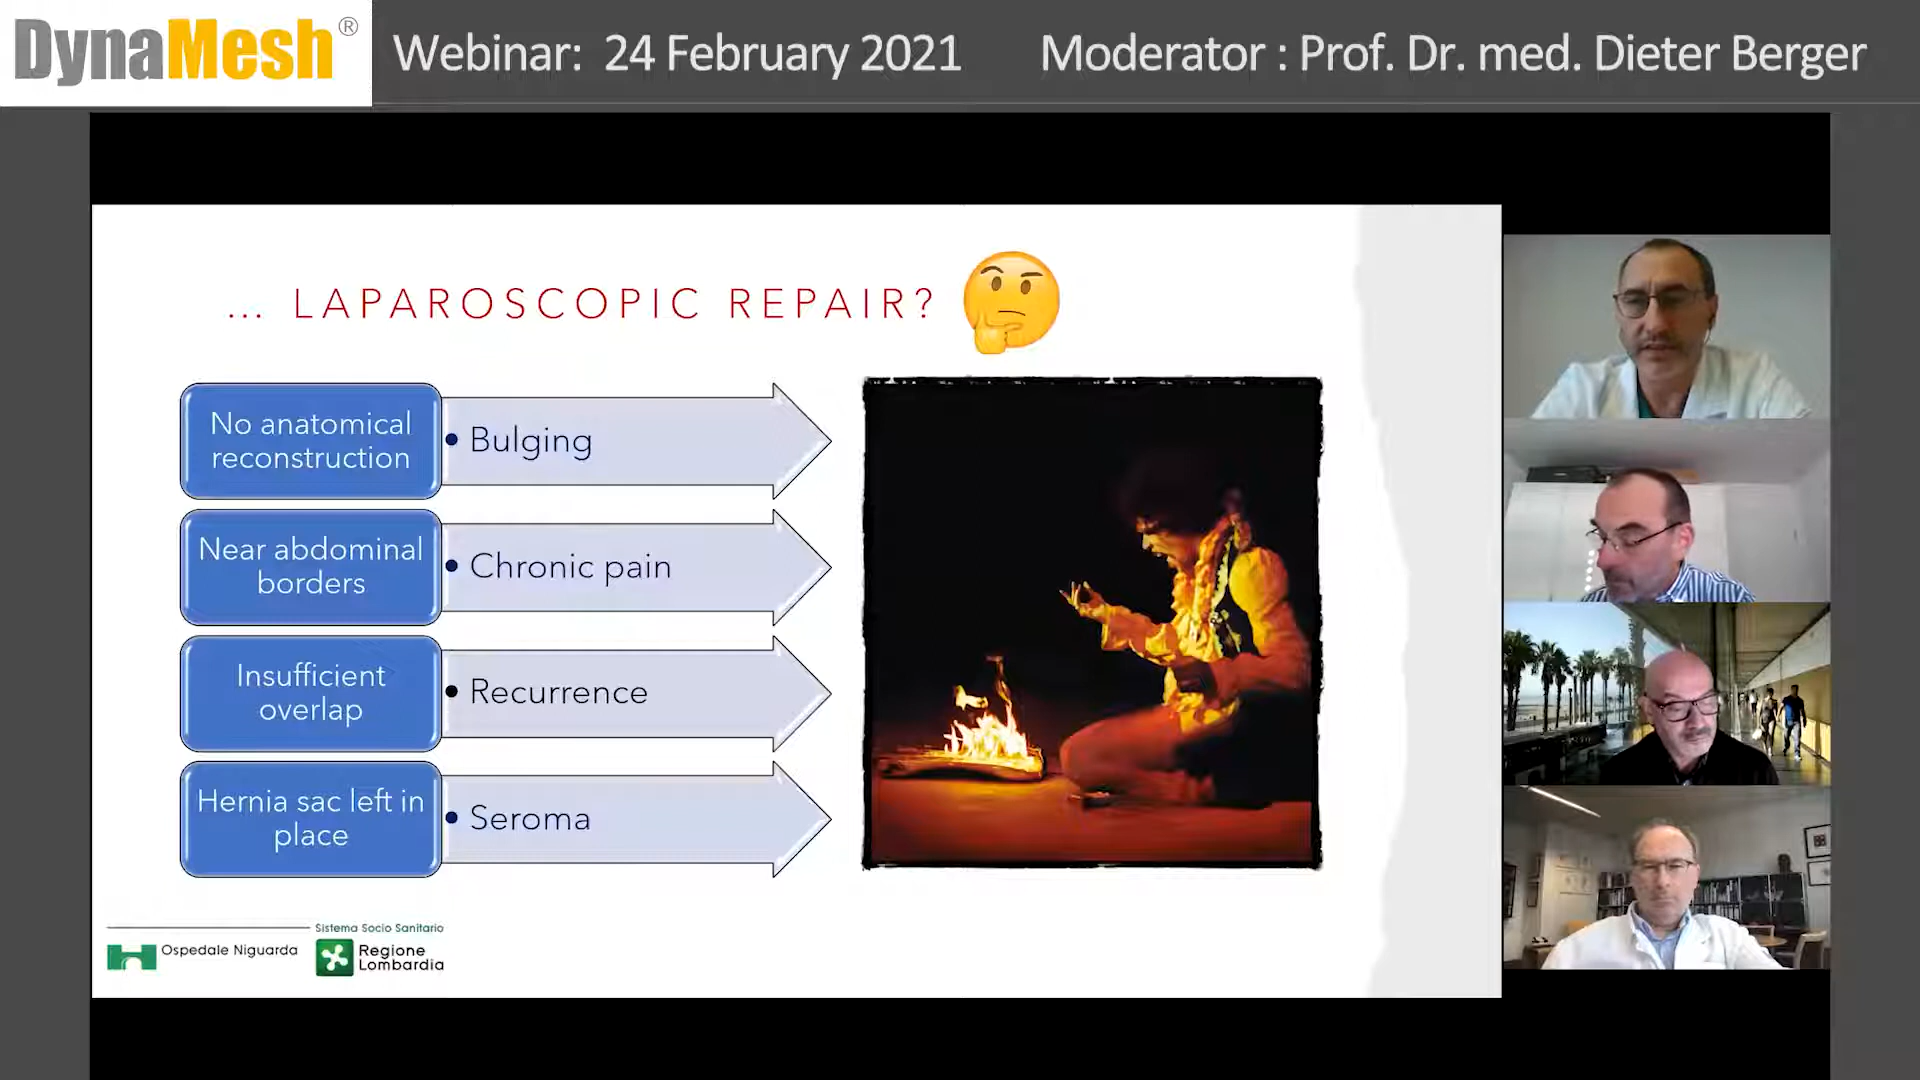 DynaMesh®
Webinar: 24 February 2021
Moderator : Prof. Dr. med. Dieter Berger
... LAPAROSCOPIC REPAIR?
No anatomical
reconstruction
• Bulging
Near abdominal
borders
• Chronic pain
Insufficient
overlap
• Recurrence
Hernia sac left in
place
• Seroma
Ospedale Niguarda
Sistema Socio Sanitario
Regione
Lombardia